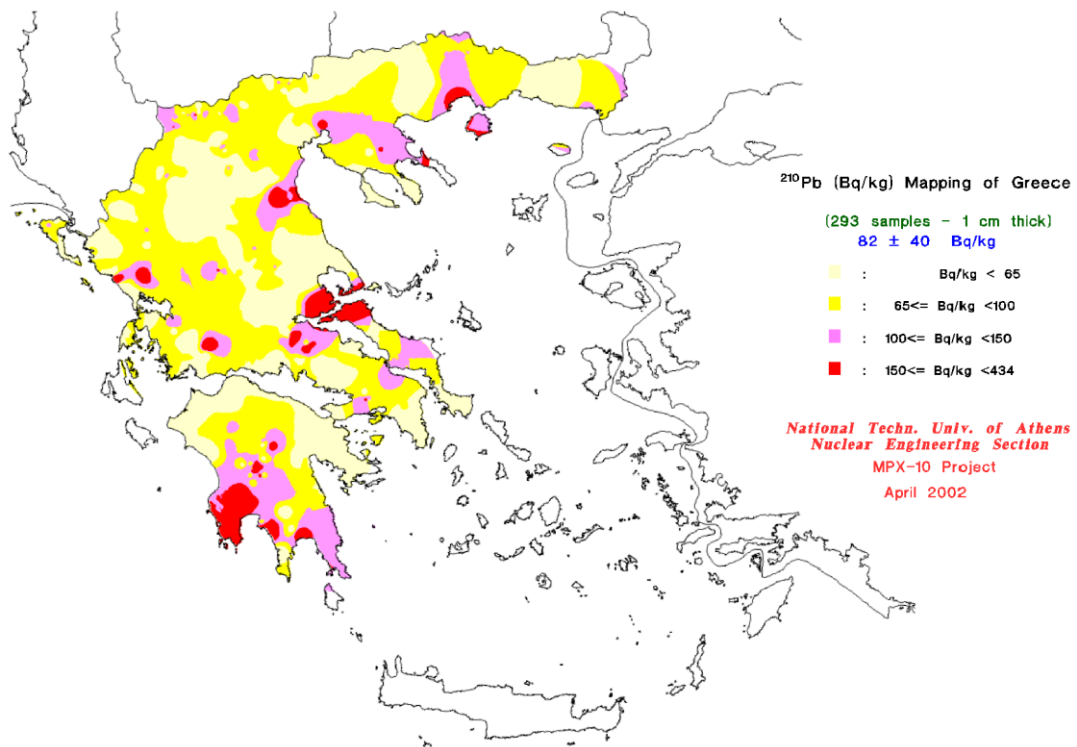 ²¹⁰Pb (Bq/kg) Mapping of Greece
(293 samples - 1 cm thick)
82 ± 40 Bq/kg
: Bq/kg < 65
: 65<= Bq/kg <100
: 100<= Bq/kg <150
: 150<= Bq/kg <434
National Techn. Univ. of Athens
Nuclear Engineering Section
MPX-10 Project
April 2002